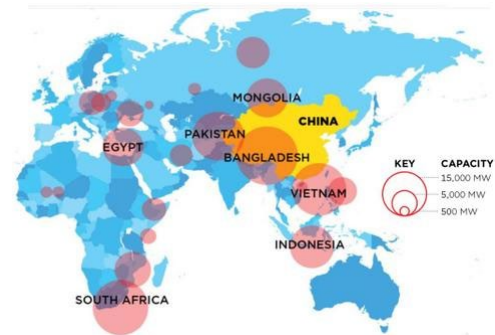 MONGOLIA
CHINA
PAKISTAN
EGYPT
BANGLADESH
KEY CAPACITY
15,000 MW
5,000 MW
500 MW
VIETNAM
INDONESIA
SOUTH AFRICA